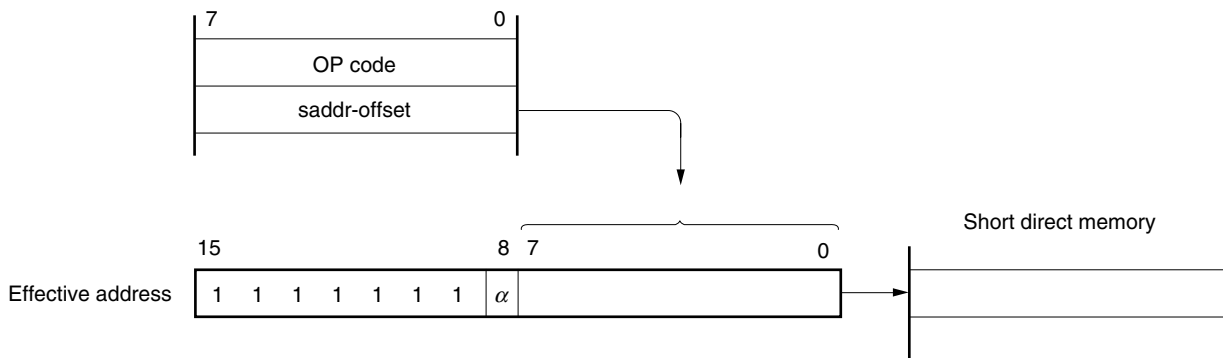 7 0
OP code
saddr-offset
Short direct memory
15 8 7 0
Effective address 1 1 1 1 1 1 1 α